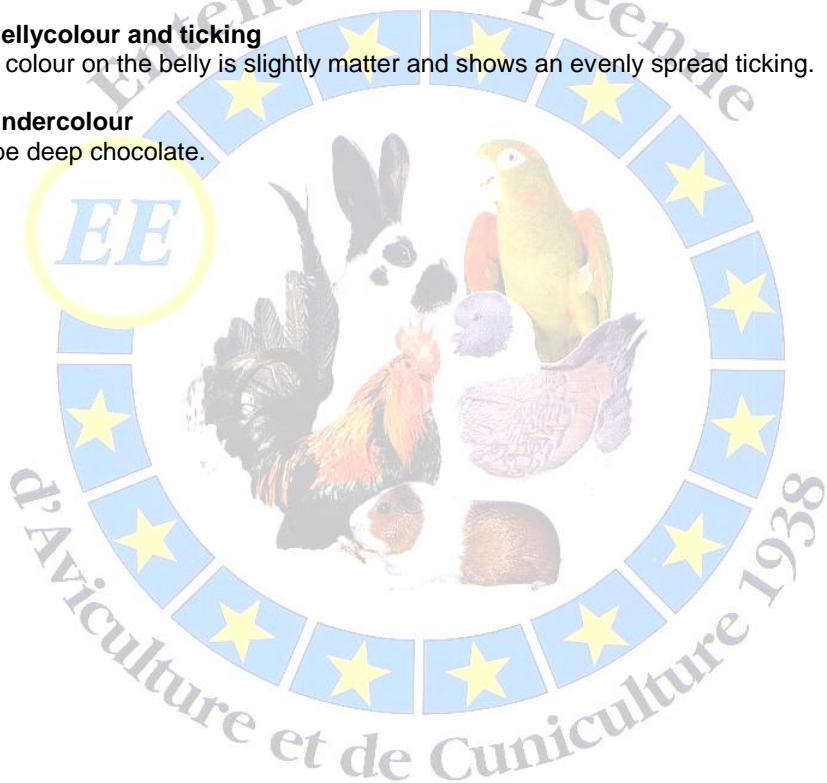 ellycolour and ticking
colour on the belly is slightly matter and shows an evenly spread ticking.
ndercolour
be deep chocolate.
EE
d'Aviculture et de Cuniculture 1938